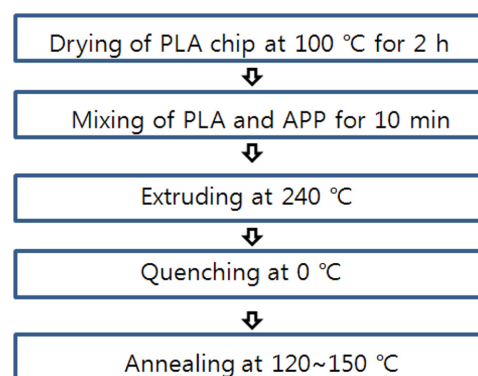 Drying of PLA chip at 100 ℃ for 2 h
Mixing of PLA and APP for 10 min
Extruding at 240 ℃
Quenching at 0 ℃
Annealing at 120~150 ℃